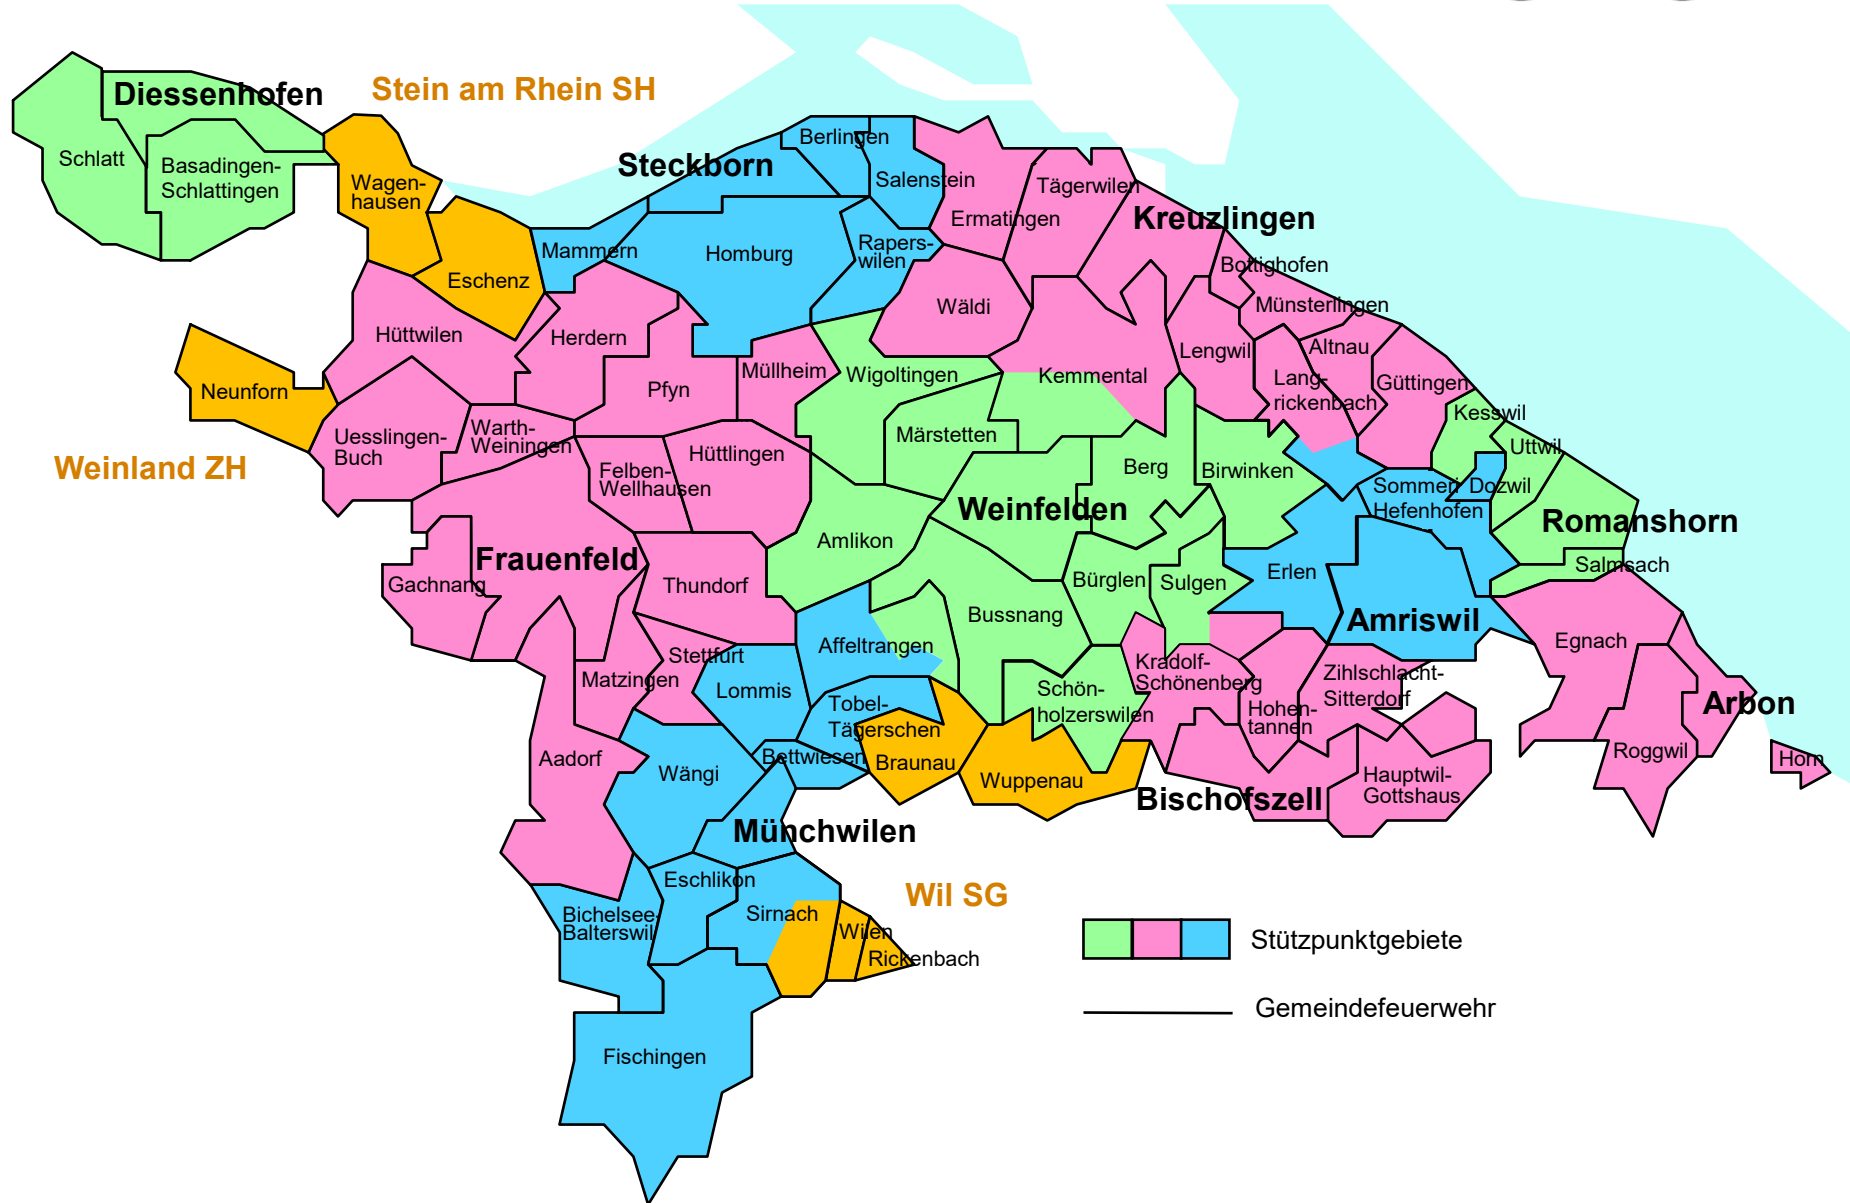 Diessenhofen
Stein am Rhein SH
Schlatt
Basadingen-
Schlattingen
Wagen-
hausen
Eschenz
Steckborn
Berlingen
Salenstein
Mammern
Homburg
Rapers-
wilen
Ermatingen
Tägerwilen
Kreuzlingen
Bottighofen
Münsterlingen
Wäldi
Hüttwilen
Herdern
Neunforn
Pfyn
Müllheim
Wigoltingen
Kemmental
Lengwil
Altnau
Lang-
rickenbach
Güttingen
Kesswil
Uttwil
Weinland ZH
Uesslingen-
Buch
Warth-
Weiningen
Felben-
Wellhausen
Hüttlingen
Märstetten
Berg
Birwinken
Sommeri
Dozwil
Hefenhofen
Romanshorn
Salmsach
Weinfelden
Amlikon
Frauenfeld
Gachnang
Thundorf
Bürglen
Sulgen
Erlen
Amriswil
Bussnang
Affeltrangen
Stettfurt
Matzingen
Lommis
Tobel-
Tägerschen
Schön-
holzerswilen
Kradolf-
Schönenberg
Hohen-
tannen
Zihlschlacht-
Sitterdorf
Egnach
Arbon
Roggwil
Horn
Aadorf
Wängi
Bettwiesen
Braunau
Wuppenau
Bischofszell
Hauptwil-
Gottshaus
Münchwilen
Eschlikon
Wil SG
Bichelsee-
Balterswil
Sirnach
Wilen
Rickenbach
Fischingen
Stützpunktgebiete
Gemeindefeuerwehr